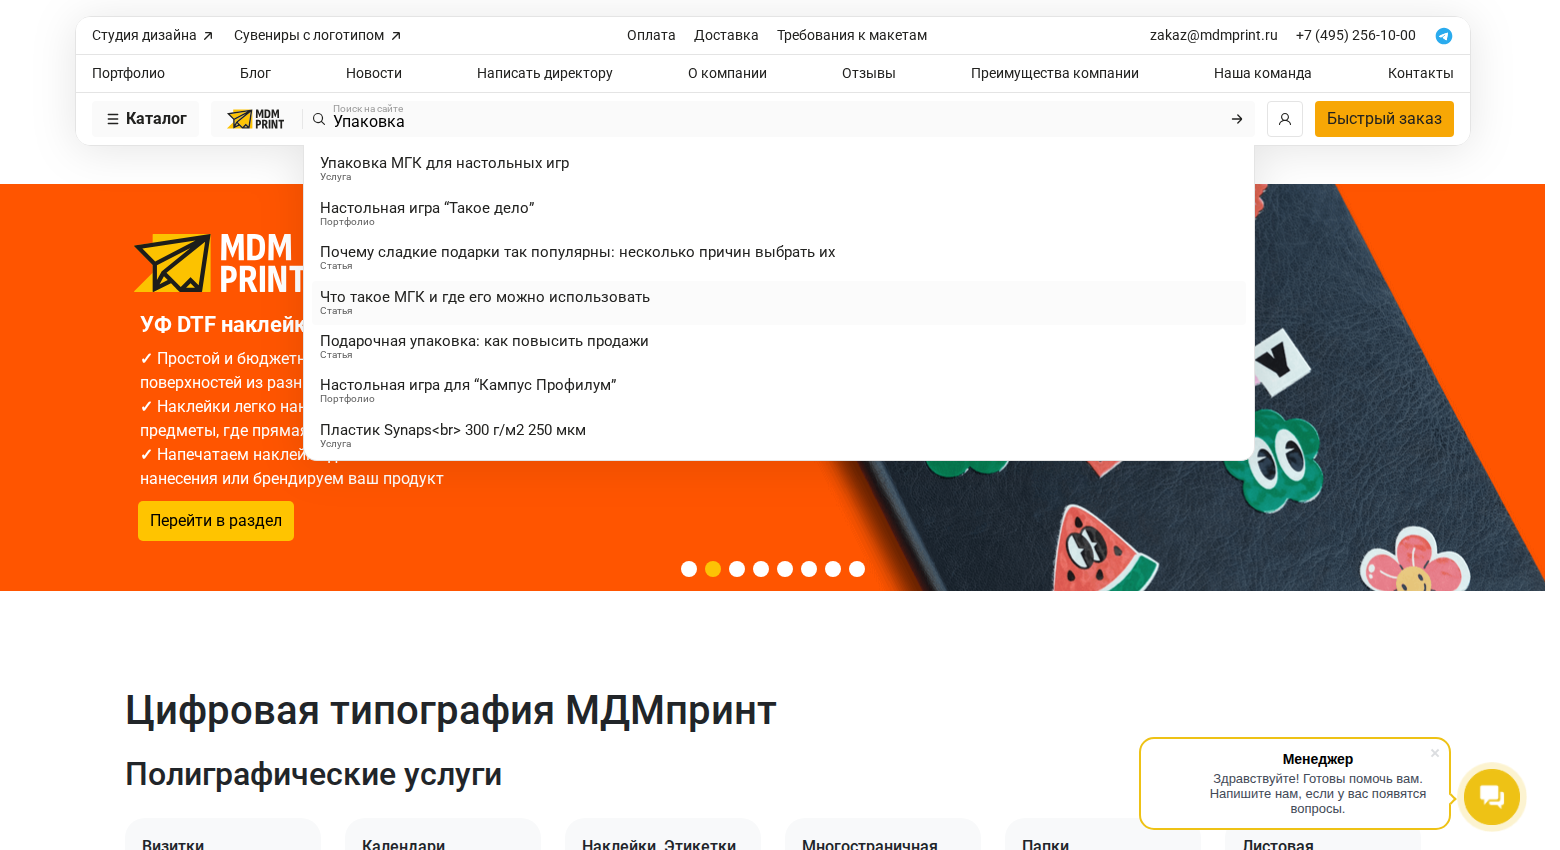 Студия дизайна
Сувениры с логотипом
Оплата
Доставка
Требования к макетам
zakaz@mdmprint.ru
+7 (495) 256-10-00
Портфолио
Блог
Новости
Написать директору
О компании
Отзывы
Преимущества компании
Наша команда
Контакты
Каталог
MDM
PRINT
Поиск на сайте
Упаковка
Быстрый заказ
Упаковка МГК для настольных игр
Услуга
Настольная игра “Такое дело”
Портфолио
Почему сладкие подарки так популярны: несколько причин выбрать их
Статья
Что такое МГК и где его можно использовать
Статья
Подарочная упаковка: как повысить продажи
Статья
Настольная игра для “Кампус Профилум”
Портфолио
Пластик Synaps<br> 300 г/м2 250 мкм
Услуга
MDM
PRINT
УФ DTF наклейк
✓ Простой и бюджетн
поверхностей из разн
✓ Наклейки легко нан
предметы, где прямая
✓ Напечатаем наклей
нанесения или брендируем ваш продукт
Перейти в раздел
Цифровая типография МДМпринт
Полиграфические услуги
Визитки
Календари
Наклейки, Этикетки
Многостраничная
Папки
Листовая
Менеджер
Здравствуйте! Готовы помочь вам.
Напишите нам, если у вас появятся
вопросы.